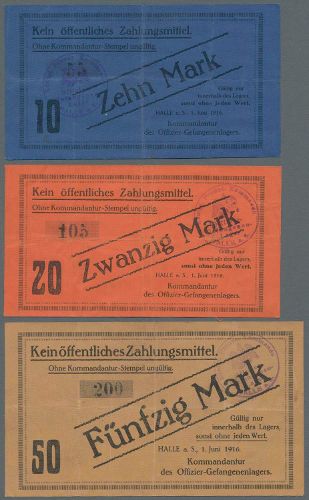 Kein öffentliches Zahlungsmittel.
Ohne Kommandantur-Stempel ungültig.
55
Zehn Mark
10
Gültig nur
innerhalb des Lagers,
sonst ohne jeden Wert.
HALLE a. S., 1. Juni 1916.
Kommandantur
des Offizier-Gefangenenlagers.
Kein öffentliches Zahlungsmittel.
Ohne Kommandantur-Stempel ungültig.
105
Zwanzig Mark
20
Gültig nur
innerhalb des Lagers,
sonst ohne jeden Wert.
HALLE a. S., 1. Juni 1916.
Kommandantur
des Offizier-Gefangenenlagers.
Kein öffentliches Zahlungsmittel.
Ohne Kommandantur-Stempel ungültig.
200
Fünfzig Mark
50
Gültig nur
innerhalb des Lagers,
sonst ohne jeden Wert.
HALLE a. S., 1. Juni 1916.
Kommandantur
des Offizier-Gefangenenlagers.